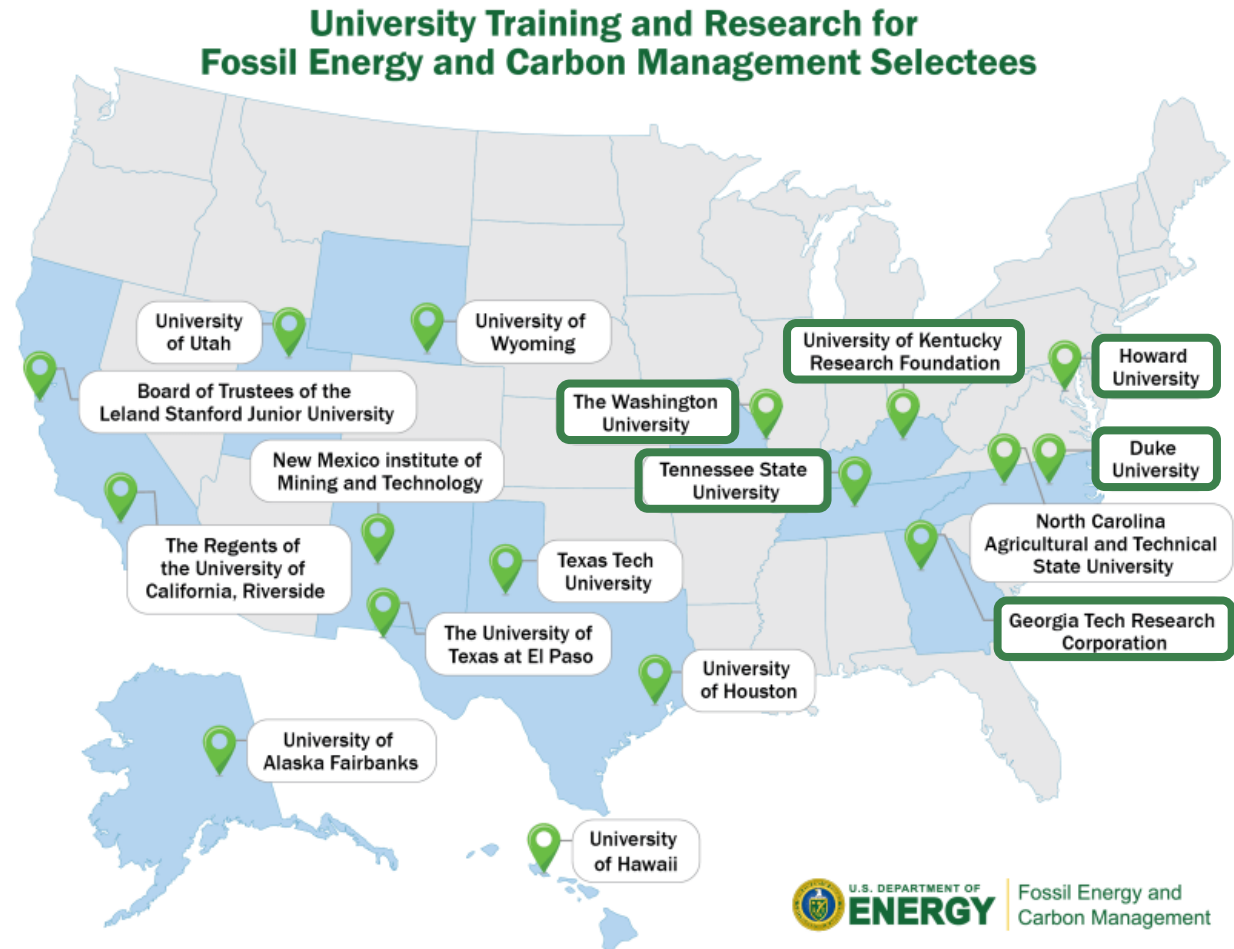 University Training and Research for
Fossil Energy and Carbon Management Selectees
University
of Utah
University of
Wyoming
Board of Trustees of the
Leland Stanford Junior University
University of Kentucky
Research Foundation
Howard
University
The Washington
University
Tennessee State
University
Duke
University
New Mexico institute of
Mining and Technology
The Regents of
the University of
California, Riverside
Texas Tech
University
North Carolina
Agricultural and Technical
State University
The University of
Texas at El Paso
Georgia Tech Research
Corporation
University
of Houston
University of
Alaska Fairbanks
University
of Hawaii
U.S. DEPARTMENT OF
ENERGY
Fossil Energy and
Carbon Management